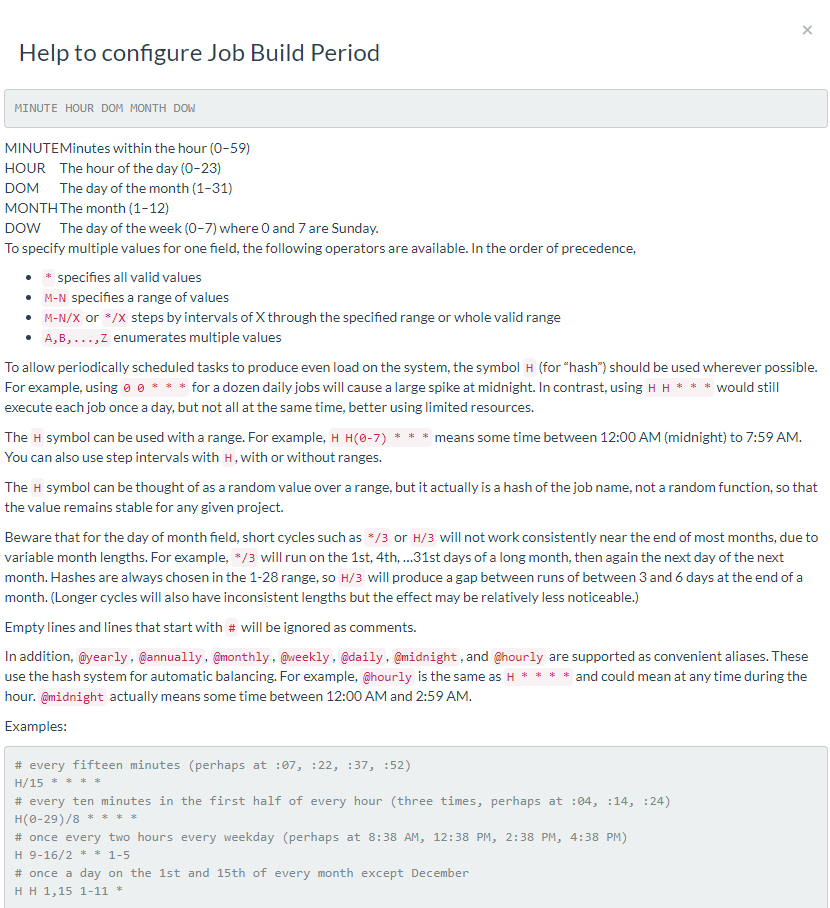 ×
Help to configure Job Build Period
MINUTE HOUR DOM MONTH DOW
MINUTE Minutes within the hour (0–59)
HOUR The hour of the day (0–23)
DOM The day of the month (1–31)
MONTH The month (1–12)
DOW The day of the week (0–7) where 0 and 7 are Sunday.
To specify multiple values for one field, the following operators are available. In the order of precedence,
• * specifies all valid values
• M-N specifies a range of values
• M-N/X or */X steps by intervals of X through the specified range or whole valid range
• A,B,...,Z enumerates multiple values
To allow periodically scheduled tasks to produce even load on the system, the symbol H (for “hash”) should be used wherever possible.
For example, using 0 0 * * * for a dozen daily jobs will cause a large spike at midnight. In contrast, using H H * * * would still
execute each job once a day, but not all at the same time, better using limited resources.
The H symbol can be used with a range. For example, H H(0-7) * * * means some time between 12:00 AM (midnight) to 7:59 AM.
You can also use step intervals with H, with or without ranges.
The H symbol can be thought of as a random value over a range, but it actually is a hash of the job name, not a random function, so that
the value remains stable for any given project.
Beware that for the day of month field, short cycles such as */3 or H/3 will not work consistently near the end of most months, due to
variable month lengths. For example, */3 will run on the 1st, 4th, …31st days of a long month, then again the next day of the next
month. Hashes are always chosen in the 1-28 range, so H/3 will produce a gap between runs of between 3 and 6 days at the end of a
month. (Longer cycles will also have inconsistent lengths but the effect may be relatively less noticeable.)
Empty lines and lines that start with # will be ignored as comments.
In addition, @yearly, @annually, @monthly, @weekly, @daily, @midnight, and @hourly are supported as convenient aliases. These
use the hash system for automatic balancing. For example, @hourly is the same as H * * * * and could mean at any time during the
hour. @midnight actually means some time between 12:00 AM and 2:59 AM.
Examples:
# every fifteen minutes (perhaps at :07, :22, :37, :52)
H/15 * * * *
# every ten minutes in the first half of every hour (three times, perhaps at :04, :14, :24)
H(0-29)/8 * * * *
# once every two hours every weekday (perhaps at 8:38 AM, 12:38 PM, 2:38 PM, 4:38 PM)
H 9-16/2 * * 1-5
# once a day on the 1st and 15th of every month except December
H H 1,15 1-11 *